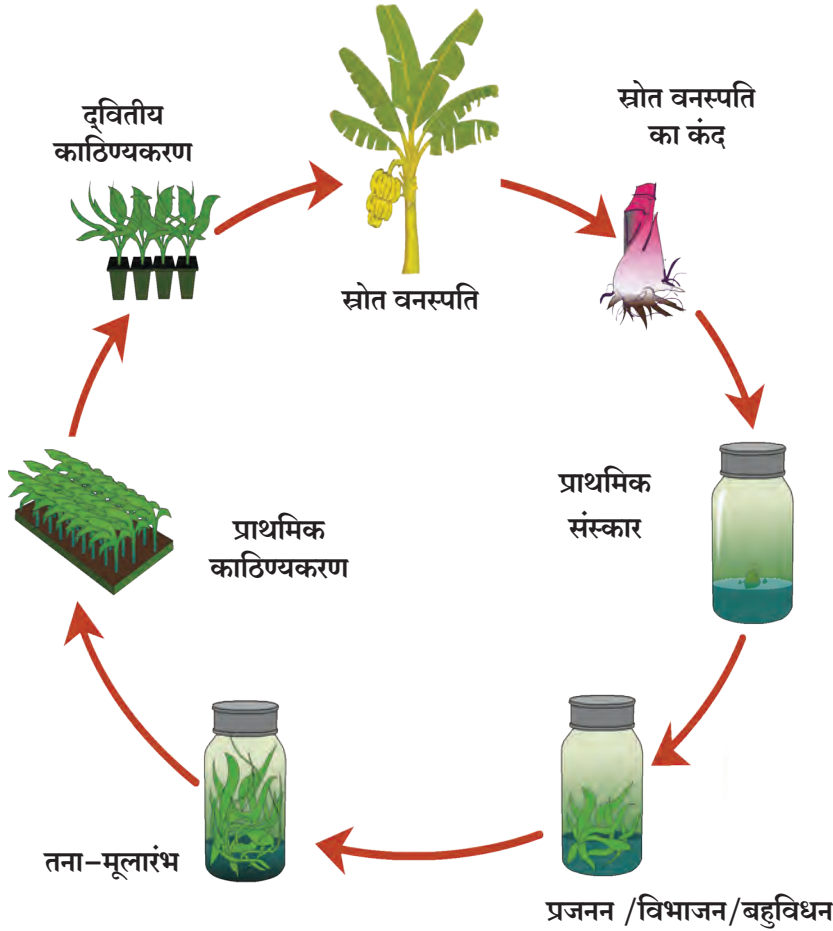 स्रोत वनस्पति
स्रोत वनस्पति
का कंद
प्राथमिक
संस्कार
प्रजनन /विभाजन/बहुविधन
तना–मूलारंभ
प्राथमिक
काठिण्यकरण
द्वितीय
काठिण्यकरण